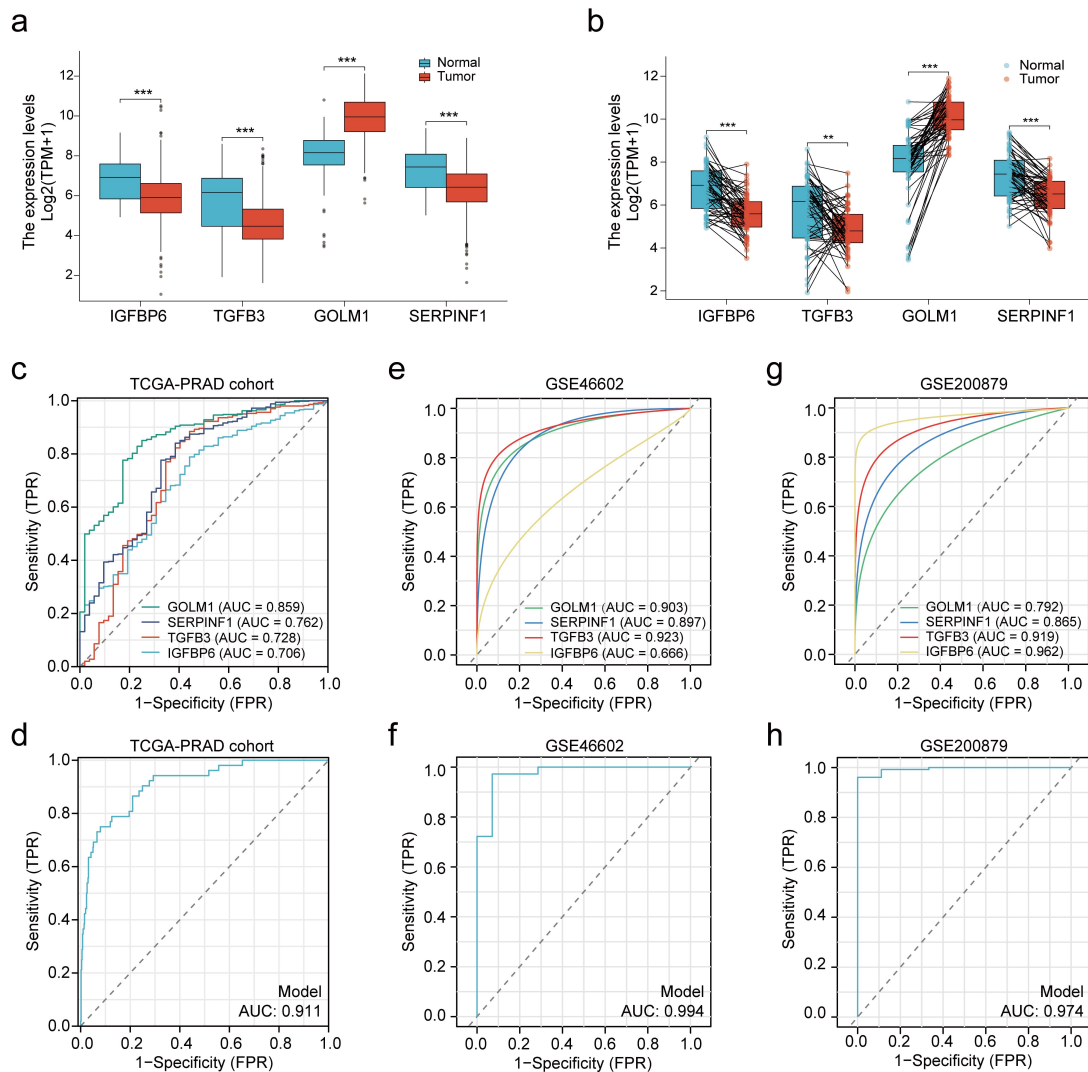 a
The expression levels
Log2(TPM+1)
12
10
8
6
4
2
Normal
Tumor
***
***
***
***
IGFBP6
TGFB3
GOLM1
SERPINF1
b
The expression levels
Log2(TPM+1)
12
10
8
6
4
2
Normal
Tumor
***
**
***
***
IGFBP6
TGFB3
GOLM1
SERPINF1
c
TCGA-PRAD cohort
Sensitivity (TPR)
1.0
0.8
0.6
0.4
0.2
0.0
GOLM1 (AUC = 0.859)
SERPINF1 (AUC = 0.762)
TGFB3 (AUC = 0.728)
IGFBP6 (AUC = 0.706)
0.0 0.2 0.4 0.6 0.8 1.0
1−Specificity (FPR)
e
GSE46602
Sensitivity (TPR)
1.0
0.8
0.6
0.4
0.2
0.0
GOLM1 (AUC = 0.903)
SERPINF1 (AUC = 0.897)
TGFB3 (AUC = 0.923)
IGFBP6 (AUC = 0.666)
0.0 0.2 0.4 0.6 0.8 1.0
1−Specificity (FPR)
g
GSE200879
Sensitivity (TPR)
1.0
0.8
0.6
0.4
0.2
0.0
GOLM1 (AUC = 0.792)
SERPINF1 (AUC = 0.865)
TGFB3 (AUC = 0.919)
IGFBP6 (AUC = 0.962)
0.0 0.2 0.4 0.6 0.8 1.0
1−Specificity (FPR)
d
TCGA-PRAD cohort
Sensitivity (TPR)
1.0
0.8
0.6
0.4
0.2
0.0
Model
AUC: 0.911
0.0 0.2 0.4 0.6 0.8 1.0
1−Specificity (FPR)
f
GSE46602
Sensitivity (TPR)
1.0
0.8
0.6
0.4
0.2
0.0
Model
AUC: 0.994
0.0 0.2 0.4 0.6 0.8 1.0
1−Specificity (FPR)
h
GSE200879
Sensitivity (TPR)
1.0
0.8
0.6
0.4
0.2
0.0
Model
AUC: 0.974
0.0 0.2 0.4 0.6 0.8 1.0
1−Specificity (FPR)